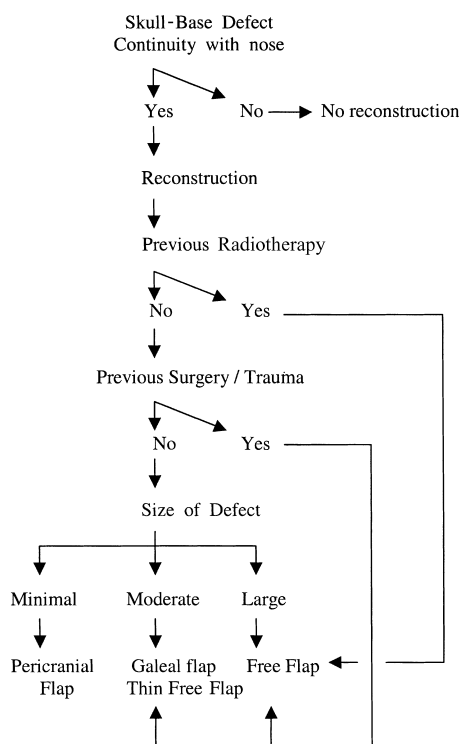 Skull-Base Defect
Continuity with nose
Yes No No reconstruction
Reconstruction
Previous Radiotherapy
No Yes
Previous Surgery / Trauma
No Yes
Size of Defect
Minimal Moderate Large
Pericranial Galeal flap Free Flap
Flap Thin Free Flap